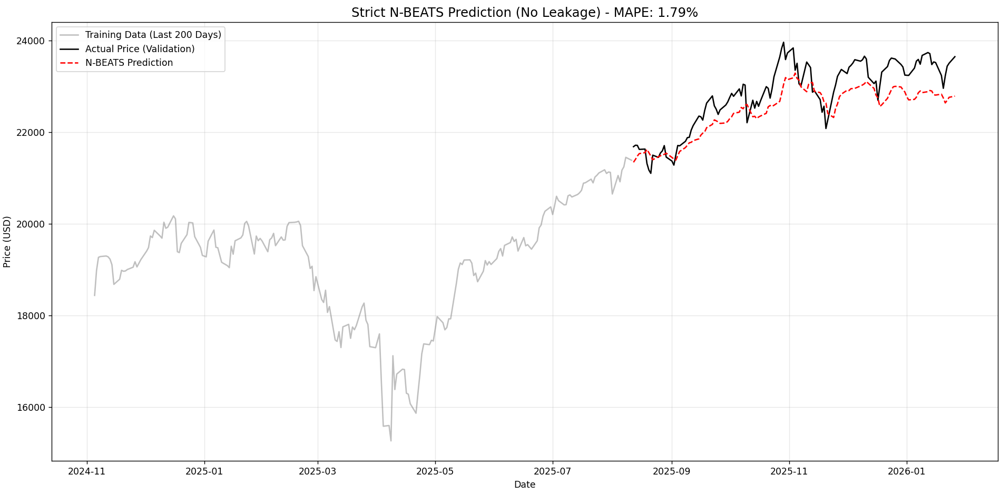 Strict N-BEATS Prediction (No Leakage) - MAPE: 1.79%
Training Data (Last 200 Days)
Actual Price (Validation)
N-BEATS Prediction
24000
22000
20000
18000
16000
Price (USD)
2024-11
2025-01
2025-03
2025-05
2025-07
2025-09
2025-11
2026-01
Date